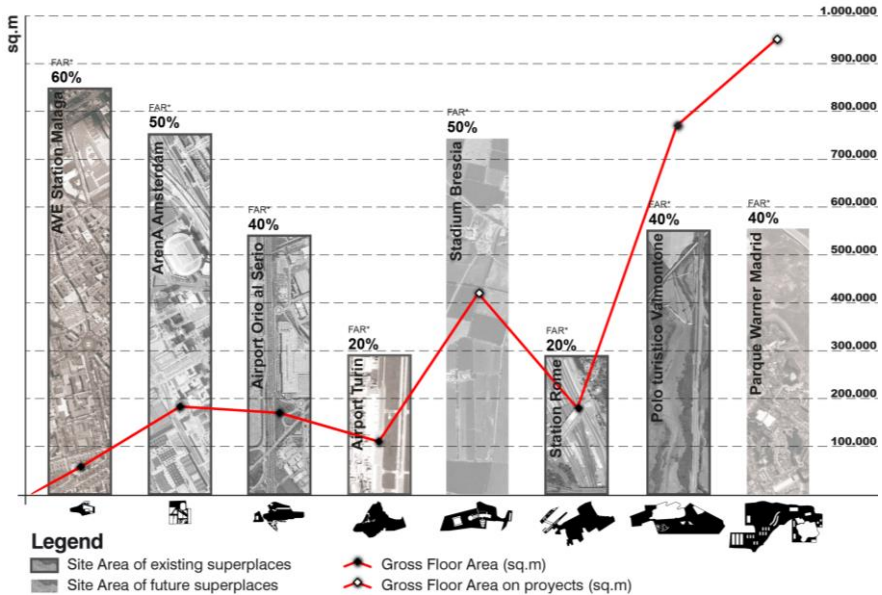 sq.m
1.000.000
900.000
800.000
700.000
600.000
500.000
400.000
300.000
200.000
100.000
FAR*
60%
AVE Station Malaga
FAR*
50%
ArenA Amsterdam
FAR*
40%
Airport Orio al Serio
FAR*
20%
Airport Turin
FAR*
50%
Stadium Brescia
FAR*
20%
Station Rome
FAR*
40%
Polo turistico Valmontone
FAR*
40%
Parque Warner Madrid
Legend
Site Area of existing superplaces
Site Area of future superplaces
Gross Floor Area (sq.m)
Gross Floor Area on proyects (sq.m)